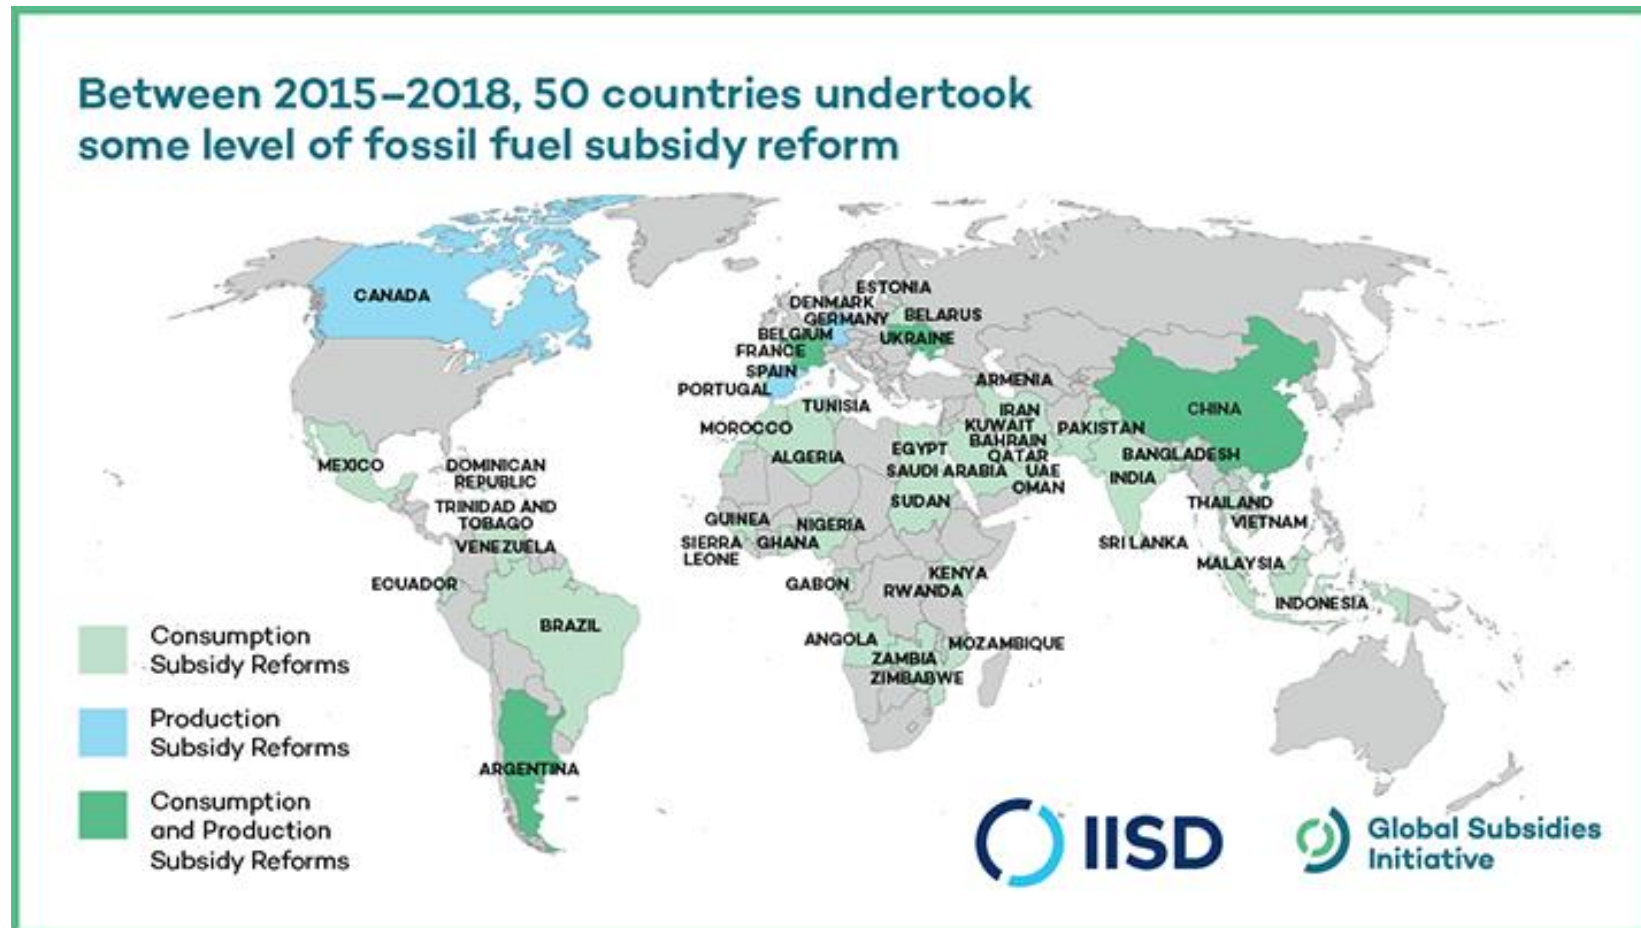 Between 2015–2018, 50 countries undertook
some level of fossil fuel subsidy reform
CANADA
ESTONIA
DENMARK
GERMANY
BELARUS
BELGIUM
UKRAINE
FRANCE
SPAIN
PORTUGAL
ARMENIA
TUNISIA
IRAN
CHINA
MOROCCO
KUWAIT
PAKISTAN
BAHRAIN
EGYPT
ALGERIA
QATAR
BANGLADESH
MEXICO
DOMINICAN
REPUBLIC
SAUDI ARABIA
UAE
INDIA
OMAN
SUDAN
THAILAND
TRINIDAD AND
TOBAGO
GUINEA
NIGERIA
VIETNAM
VENEZUELA
SIERRA
LEONE
GHANA
SRI LANKA
MALAYSIA
ECUADOR
GABON
KENYA
RWANDA
INDONESIA
BRAZIL
ANGOLA
MOZAMBIQUE
ZAMBIA
ZIMBABWE
ARGENTINA
Consumption
Subsidy Reforms
Production
Subsidy Reforms
Consumption
and Production
Subsidy Reforms
IISD
Global Subsidies
Initiative